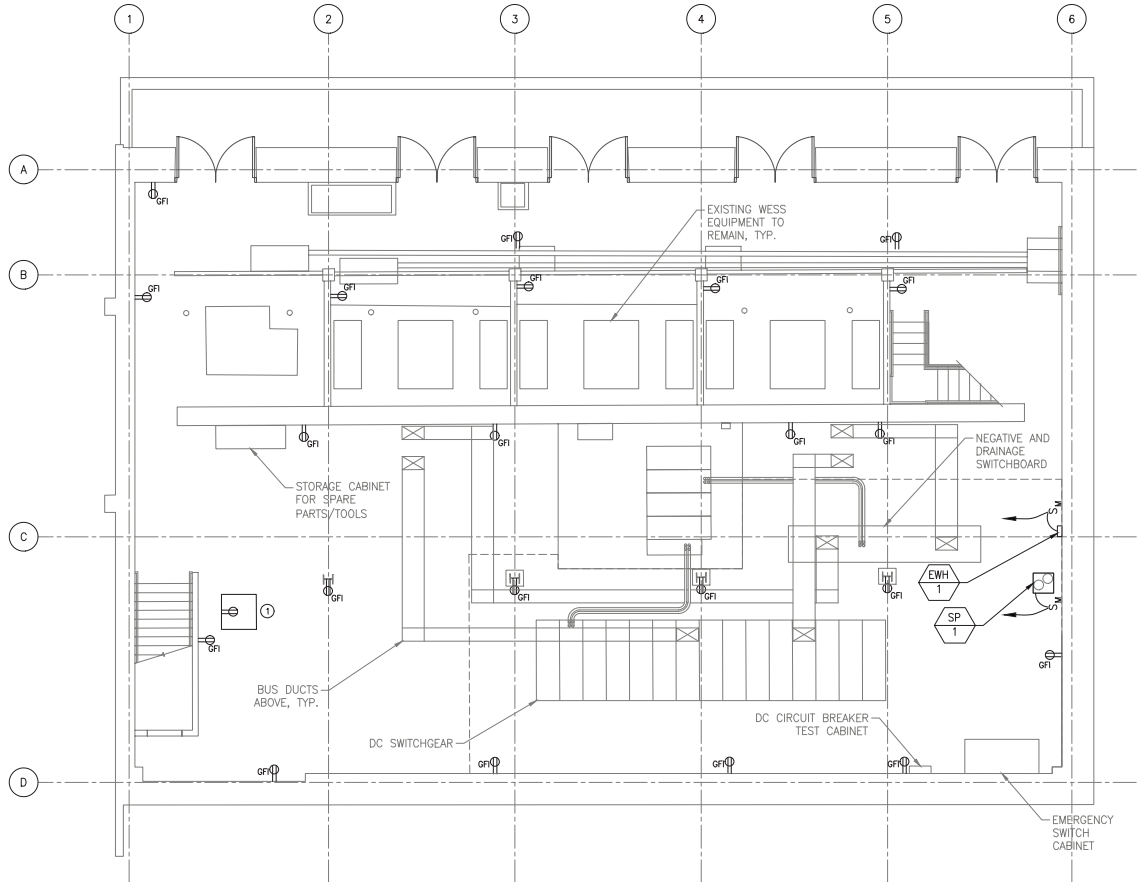 1
2
3
4
5
6
A
GFI
EXISTING WESS
EQUIPMENT TO
REMAIN, TYP.
GFI
GFI
B
GFI
GFI
GFI
GFI
GFI
GFI
GFI
GFI
GFI
NEGATIVE AND
DRAINAGE
SWITCHBOARD
STORAGE CABINET
FOR SPARE
PARTS/TOOLS
SM
C
EWH
1
GFI
GFI
GFI
GFI
1
SP
1
SM
GFI
GFI
BUS DUCTS
ABOVE, TYP.
DC CIRCUIT BREAKER
TEST CABINET
DC SWITCHGEAR
GFI
GFI
GFI
GFI
D
EMERGENCY
SWITCH
CABINET